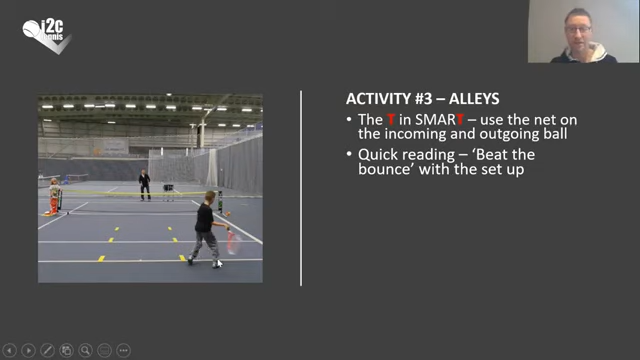 i2c
tennis
ACTIVITY #3 – ALLEYS
• The T in SMART – use the net on
the incoming and outgoing ball
• Quick reading – ‘Beat the
bounce’ with the set up